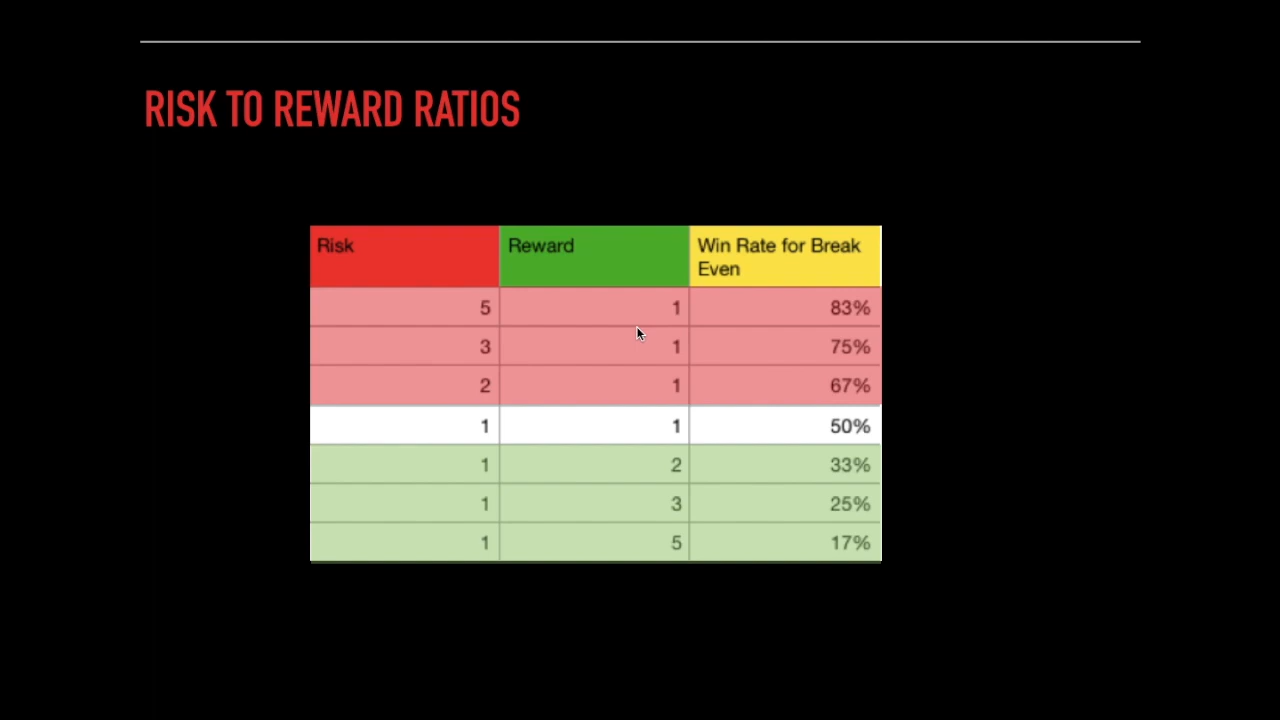 RISK TO REWARD RATIOS
Risk Reward Win Rate for Break
Even
5 1 83%
3 1 75%
2 1 67%
1 1 50%
1 2 33%
1 3 25%
1 5 17%